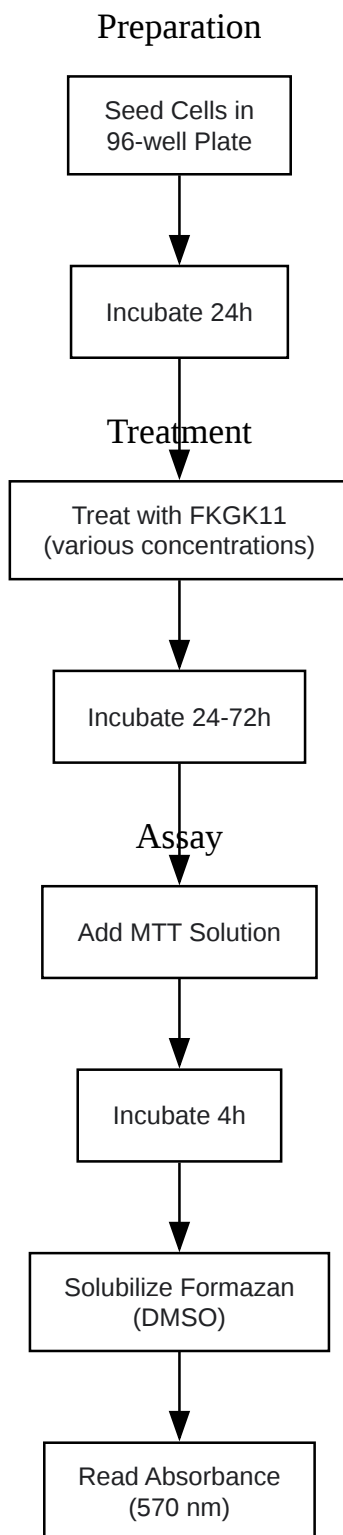 Preparation
Seed Cells in
96-well Plate
Incubate 24h
Treatment
Treat with FKGK11
(various concentrations)
Incubate 24-72h
Assay
Add MTT Solution
Incubate 4h
Solubilize Formazan
(DMSO)
Read Absorbance
(570 nm)